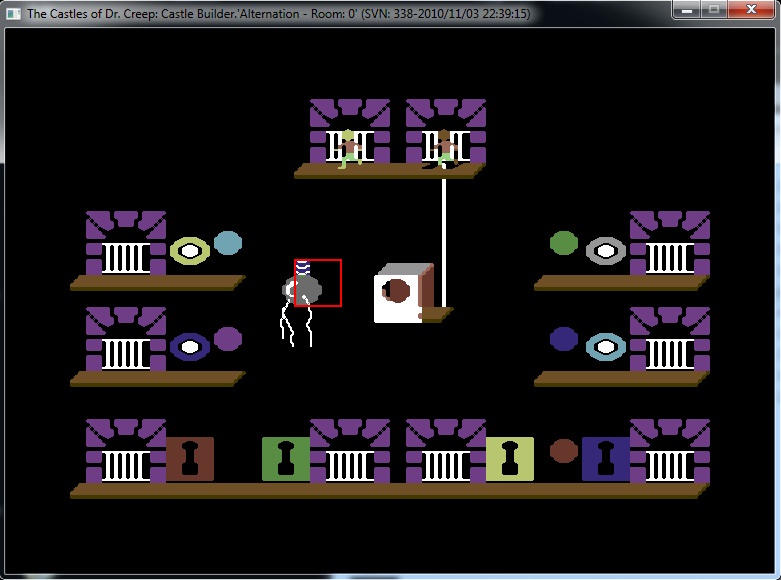 The Castles of Dr. Creep: Castle Builder.'Alternation - Room: 0' (SVN: 338-2010/11/03 22:39:15)